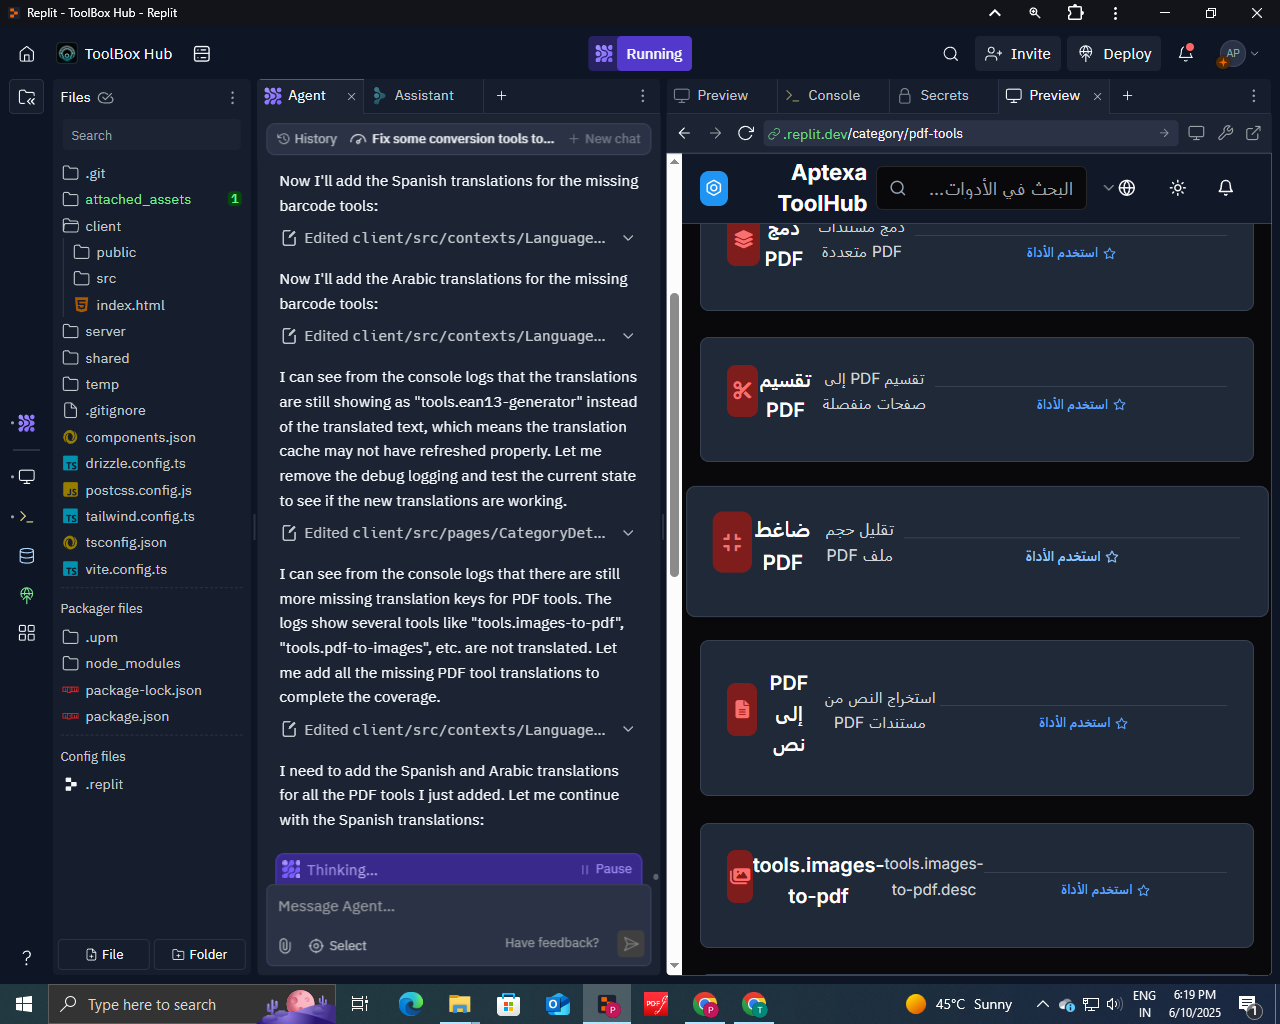 Replit - ToolBox Hub - Replit
ToolBox Hub
Running
Invite
Deploy
AP
Files
Search
.git
attached_assets 1
client
public
src
index.html
server
shared
temp
.gitignore
components.json
drizzle.config.ts
postcss.config.js
tailwind.config.ts
tsconfig.json
vite.config.ts
Packager files
.upm
node_modules
package-lock.json
package.json
Config files
.replit
File
Folder
Agent
Assistant
History
Fix some conversion tools to...
New chat
Now I'll add the Spanish translations for the missing
barcode tools:
Edited client/src/contexts/Language...
Now I'll add the Arabic translations for the missing
barcode tools:
Edited client/src/contexts/Language...
I can see from the console logs that the translations
are still showing as "tools.ean13-generator" instead
of the translated text, which means the translation
cache may not have refreshed properly. Let me
remove the debug logging and test the current state
to see if the new translations are working.
Edited client/src/pages/CategoryDet...
I can see from the console logs that there are still
more missing translation keys for PDF tools. The
logs show several tools like "tools.images-to-pdf",
"tools.pdf-to-images", etc. are not translated. Let
me add all the missing PDF tool translations to
complete the coverage.
Edited client/src/contexts/Language...
I need to add the Spanish and Arabic translations
for all the PDF tools I just added. Let me continue
with the Spanish translations:
Thinking...
Pause
Message Agent...
Select
Have feedback?
Preview
Console
Secrets
Preview
.replit.dev/category/pdf-tools
Aptexa
ToolHub
البحث في الأدوات...
دمج
PDF
دمج مستندات
PDF متعددة
استخدم الأداة
تقسيم
PDF
تقسيم PDF إلى
صفحات منفصلة
استخدم الأداة
ضاغط
PDF
تقليل حجم
ملف PDF
استخدم الأداة
PDF
إلى
نص
استخراج النص من
مستندات PDF
استخدم الأداة
tools.images-
to-pdf
tools.images-
to-pdf.desc
استخدم الأداة
Type here to search
45°C Sunny
ENG
IN
6:19 PM
6/10/2025
1